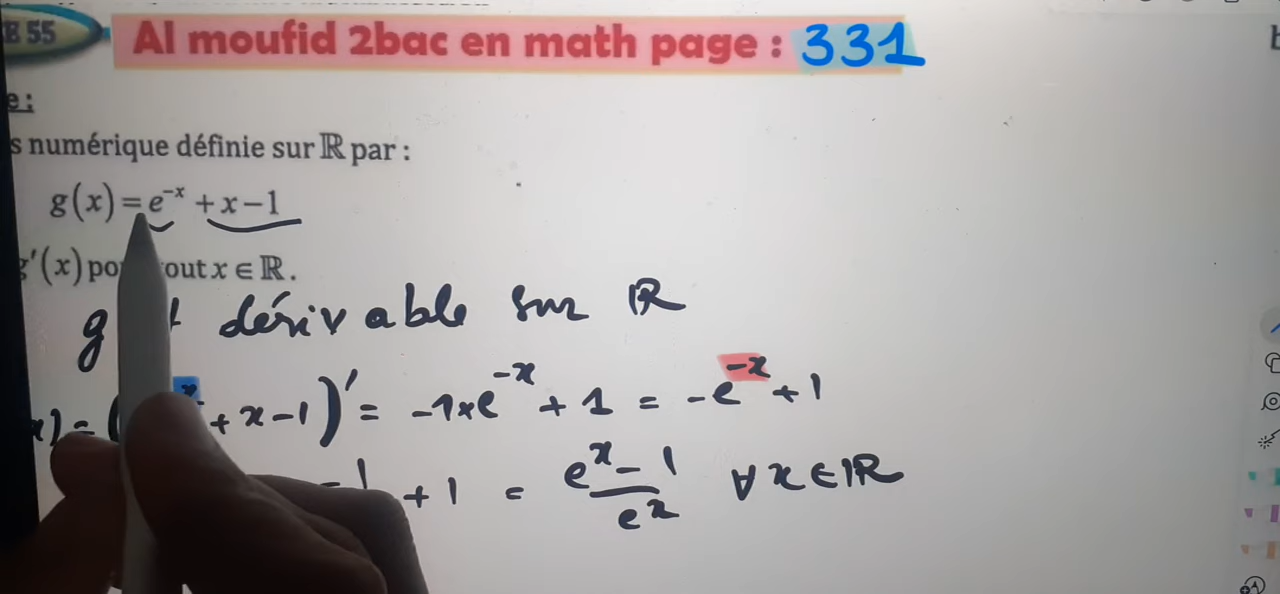 E 55
Al moufid 2bac en math page : 331
e :
s numérique définie sur ℝ par :
g(x) = e^{-x} + x - 1
g'(x) po out x ∈ ℝ.
g dérivable sur ℝ
x) = ( + x - 1)' = -1 × e^{-x} + 1 = -e^{-x} + 1
+ 1 = \frac{e^x - 1}{e^x} ∀ x ∈ ℝ